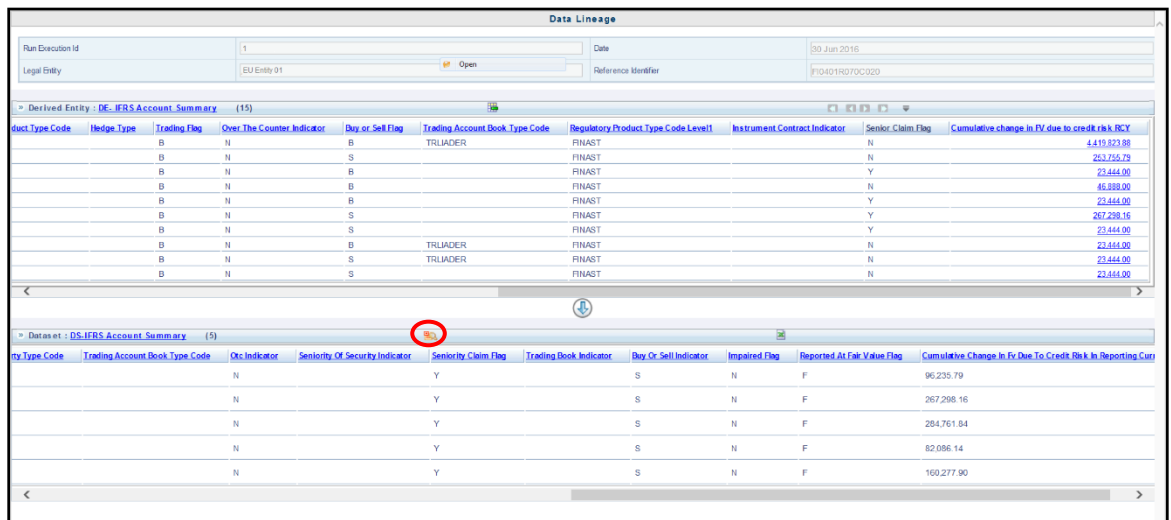 Data Lineage
Run Execution Id 1 Date 30 Jun 2016
Legal Entity EU Entity 01 Open Reference Identifier FI0401R070C020
» Derived Entity : DE- IFRS Account Summary (15)
duct Type Code Hedge Type Trading Flag Over The Counter Indicator Buy or Sell Flag Trading Account Book Type Code Regulatory Product Type Code Level1 Instrument Contract Indicator Senior Claim Flag Cumulative change in FV due to credit risk RCY
B N B TRLIADER FINAST N 4,419,823.88
B N S FINAST N 253,755.79
B N B FINAST Y 23,444.00
B N B FINAST N 46,888.00
B N B FINAST Y 23,444.00
B N S FINAST Y 267,298.16
B N S FINAST Y 23,444.00
B N B TRLIADER FINAST N 23,444.00
B N S TRLIADER FINAST N 23,444.00
B N S FINAST N 23,444.00
» Dataset : DS-IFRS Account Summary (5)
rty Type Code Trading Account Book Type Code Otc Indicator Seniority Of Security Indicator Seniority Claim Flag Trading Book Indicator Buy Or Sell Indicator Impaired Flag Reported At Fair Value Flag Cumulative Change In Fv Due To Credit Risk In Reporting Curr
N Y S N F 96,235.79
N Y S N F 267,298.16
N Y S N F 284,761.84
N Y S N F 82,086.14
N Y S N F 160,277.90